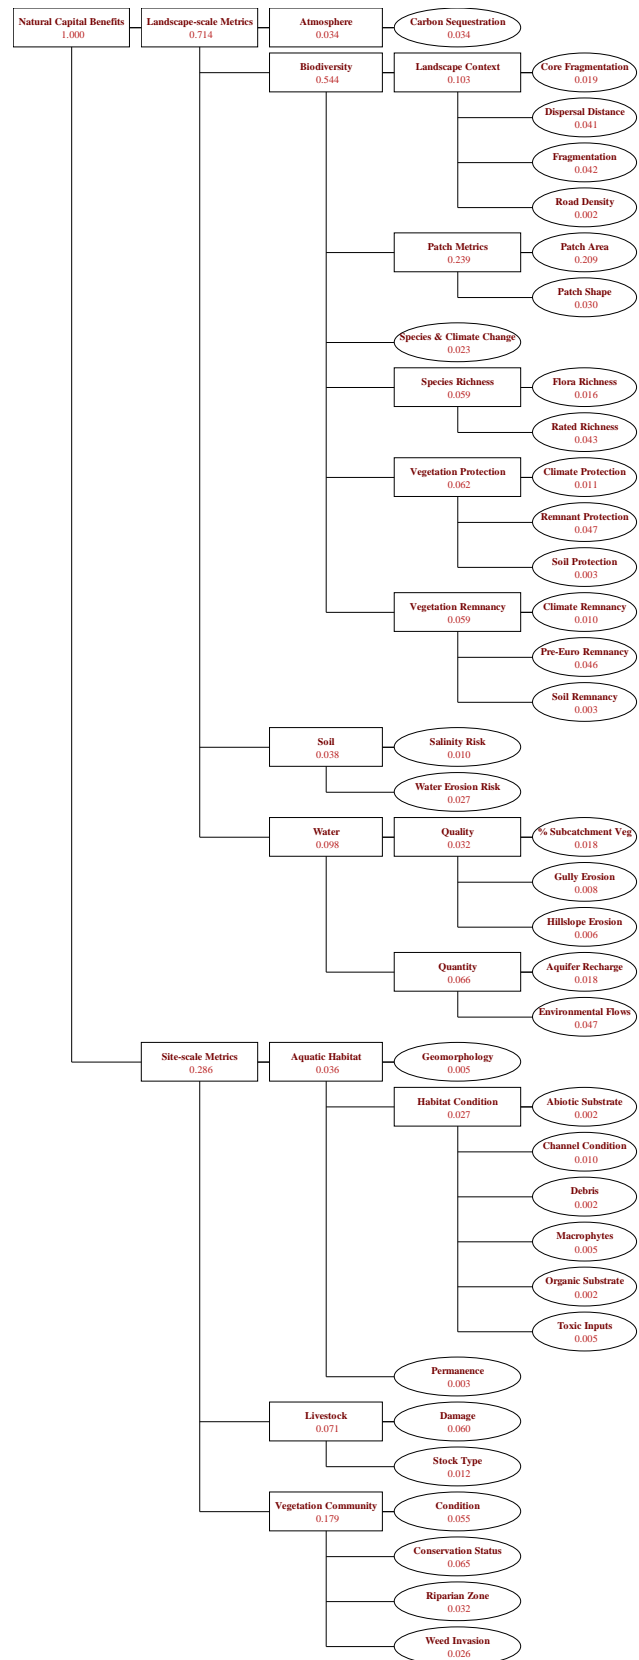 Natural Capital Benefits
1.000
Landscape-scale Metrics
0.714
Atmosphere
0.034
Carbon Sequestration
0.034
Biodiversity
0.544
Landscape Context
0.103
Core Fragmentation
0.019
Dispersal Distance
0.041
Fragmentation
0.042
Road Density
0.002
Patch Metrics
0.239
Patch Area
0.209
Patch Shape
0.030
Species & Climate Change
0.023
Species Richness
0.059
Flora Richness
0.016
Rated Richness
0.043
Vegetation Protection
0.062
Climate Protection
0.011
Remnant Protection
0.047
Soil Protection
0.003
Vegetation Remnancy
0.059
Climate Remnancy
0.010
Pre-Euro Remnancy
0.046
Soil Remnancy
0.003
Soil
0.038
Salinity Risk
0.010
Water Erosion Risk
0.027
Water
0.098
Quality
0.032
% Subcatchment Veg
0.018
Gully Erosion
0.008
Hillslope Erosion
0.006
Quantity
0.066
Aquifer Recharge
0.018
Environmental Flows
0.047
Site-scale Metrics
0.286
Aquatic Habitat
0.036
Geomorphology
0.005
Habitat Condition
0.027
Abiotic Substrate
0.002
Channel Condition
0.010
Debris
0.002
Macrophytes
0.005
Organic Substrate
0.002
Toxic Inputs
0.005
Permanence
0.003
Livestock
0.071
Damage
0.060
Stock Type
0.012
Vegetation Community
0.179
Condition
0.055
Conservation Status
0.065
Riparian Zone
0.032
Weed Invasion
0.026